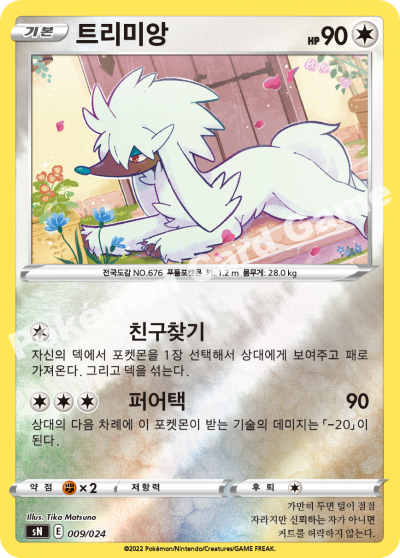 기본 트리미앙 HP 90
전국도감 NO.676 푸들포켓몬 키: 1.2 m 몸무게: 28.0 kg
친구찾기
자신의 덱에서 포켓몬을 1장 선택해서 상대에게 보여주고 패로
가져온다. 그리고 덱을 섞는다.
퍼어택 90
상대의 다음 차례에 이 포켓몬이 받는 기술의 데미지는 「-20」이
된다.
약점 ×2 저항력 후퇴
Illus. Tika Matsuno
sN E 009/024
가만히 두면 털이 점점
자라지만 신뢰하는 자가 아니면
커트를 허락하지 않는다.
©2022 Pokémon/Nintendo/Creatures/GAME FREAK.
Pokémon Card Game